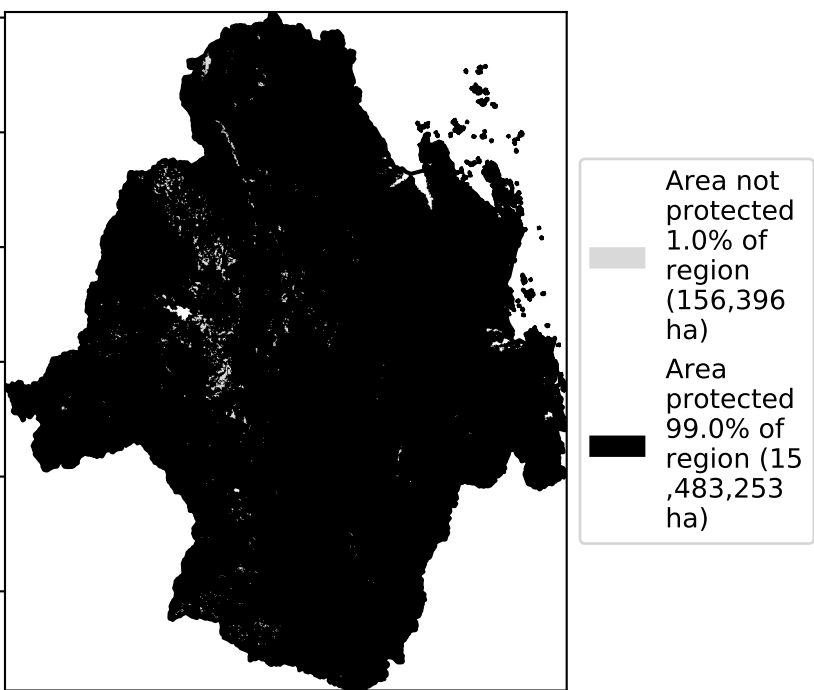 Area not
protected
1.0% of
region
(156,396
ha)
Area
protected
99.0% of
region (15
,483,253
ha)